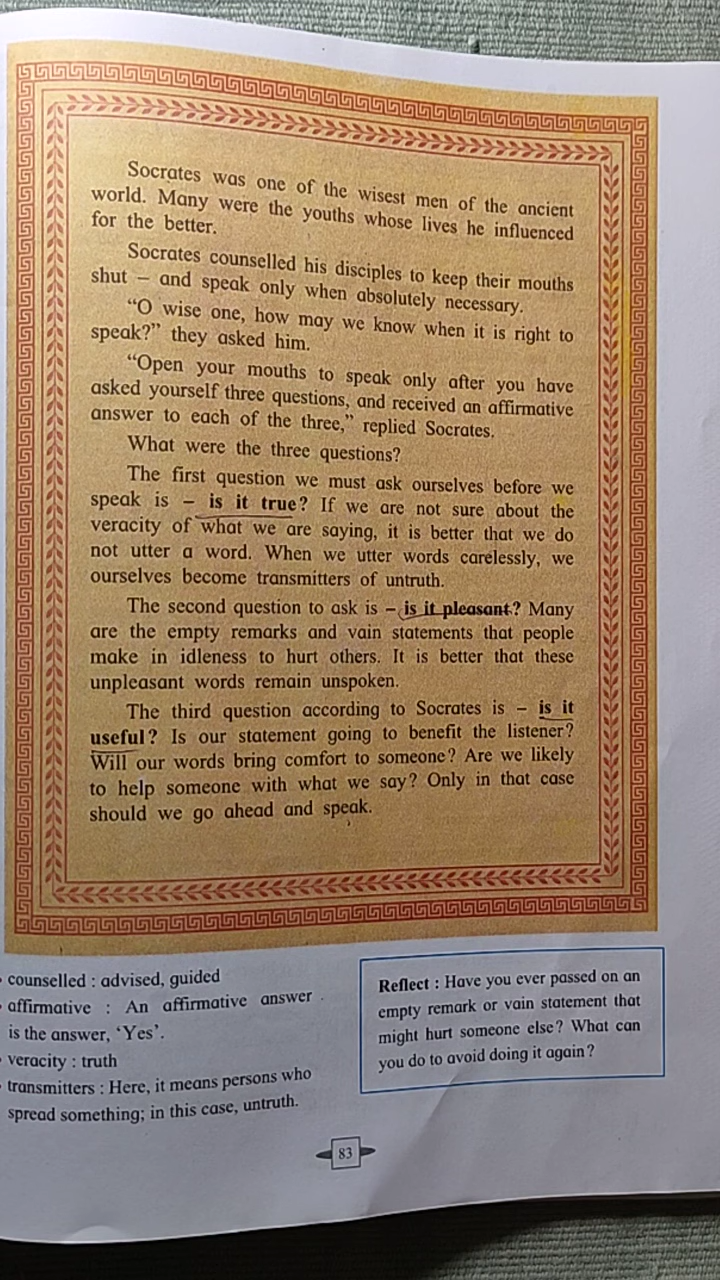 Socrates was one of the wisest men of the ancient
world. Many were the youths whose lives he influenced
for the better.
Socrates counselled his disciples to keep their mouths
shut – and speak only when absolutely necessary.
“O wise one, how may we know when it is right to
speak?” they asked him.
“Open your mouths to speak only after you have
asked yourself three questions, and received an affirmative
answer to each of the three,” replied Socrates.
What were the three questions?
The first question we must ask ourselves before we
speak is – is it true? If we are not sure about the
veracity of what we are saying, it is better that we do
not utter a word. When we utter words carelessly, we
ourselves become transmitters of untruth.
The second question to ask is – is it pleasant? Many
are the empty remarks and vain statements that people
make in idleness to hurt others. It is better that these
unpleasant words remain unspoken.
The third question according to Socrates is – is it
useful? Is our statement going to benefit the listener?
Will our words bring comfort to someone? Are we likely
to help someone with what we say? Only in that case
should we go ahead and speak.
counselled : advised, guided
affirmative : An affirmative answer
is the answer, ‘Yes’.
veracity : truth
transmitters : Here, it means persons who
spread something; in this case, untruth.
Reflect : Have you ever passed on an
empty remark or vain statement that
might hurt someone else? What can
you do to avoid doing it again?
83